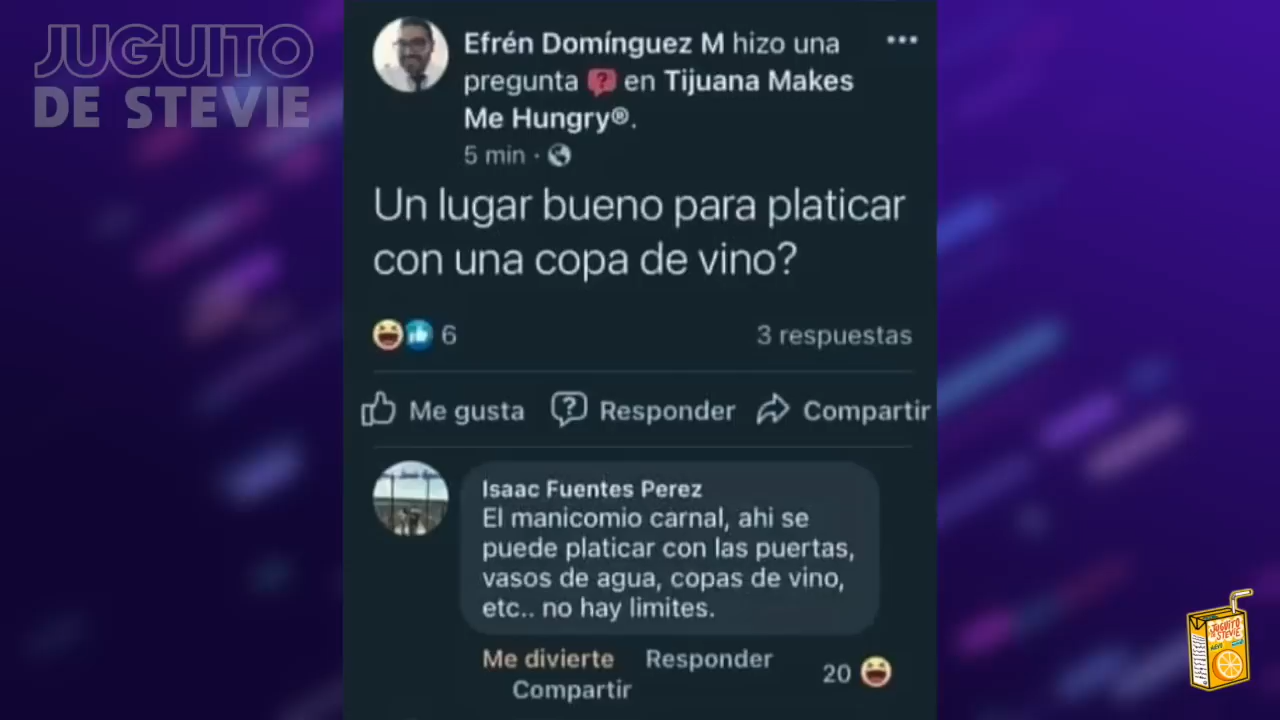 JUGUITO
DE STEVIE
Efrén Domínguez M hizo una
pregunta en Tijuana Makes
Me Hungry®.
5 min ·
Un lugar bueno para platicar
con una copa de vino?
6
3 respuestas
Me gusta
Responder
Compartir
Isaac Fuentes Perez
El manicomio carnal, ahi se
puede platicar con las puertas,
vasos de agua, copas de vino,
etc.. no hay limites.
Me divierte
Responder
20
Compartir
JUGUITO
DE STEVIE